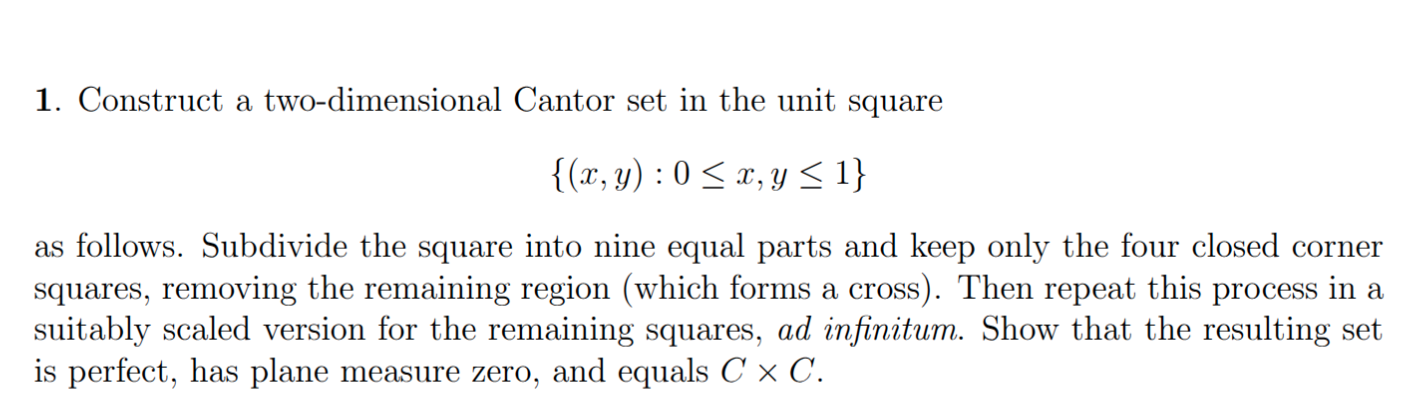 1. Construct a two-dimensional Cantor set in the unit square
{(x, y) : 0 ≤ x, y ≤ 1}
as follows. Subdivide the square into nine equal parts and keep only the four closed corner
squares, removing the remaining region (which forms a cross). Then repeat this process in a
suitably scaled version for the remaining squares, ad infinitum. Show that the resulting set
is perfect, has plane measure zero, and equals C × C.